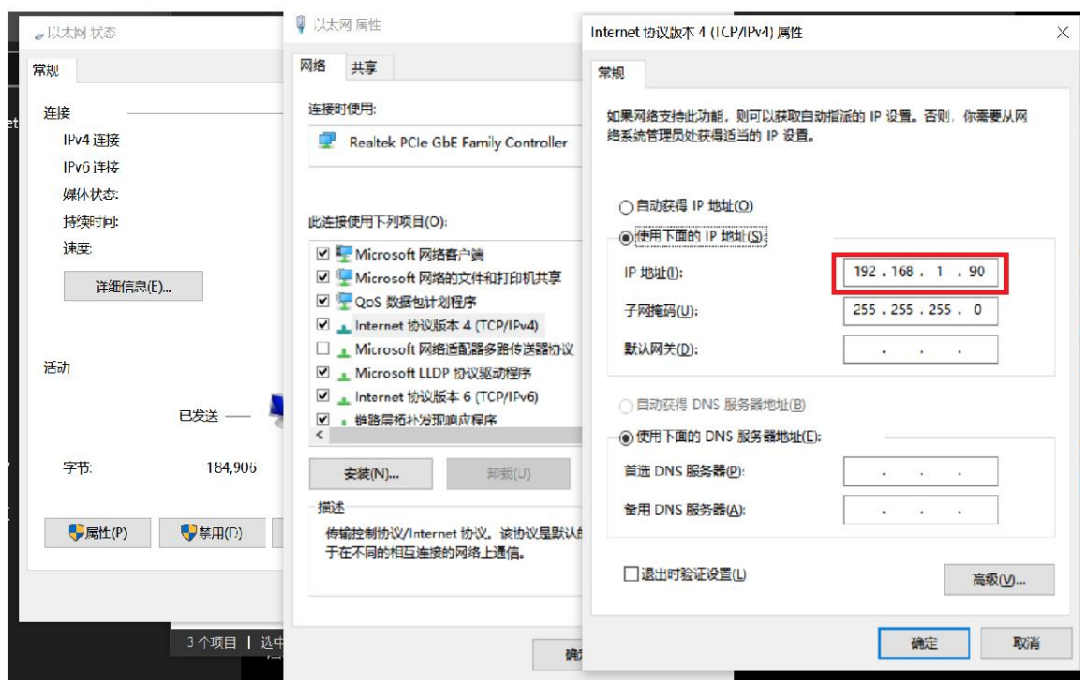 以太网 状态
常规
连接
IPv4 连接
IPv6 连接
媒体状态:
持续时间:
速度:
详细信息(E)...
活动
已发送
字节:
184,906
属性(P)
禁用(D)
3 个项目
选中
以太网 属性
网络
共享
连接时使用:
Realtek PCIe GbE Family Controller
此连接使用下列项目(O):
Microsoft 网络客户端
Microsoft 网络的文件和打印机共享
QoS 数据包计划程序
Internet 协议版本 4 (TCP/IPv4)
Microsoft 网络适配器多路传送器协议
Microsoft LLDP 协议驱动程序
Internet 协议版本 6 (TCP/IPv6)
链路层拓扑发现响应程序
安装(N)...
卸载(U)
描述
传输控制协议/Internet 协议。该协议是默认的
于在不同的相互连接的网络上通信。
Internet 协议版本 4 (TCP/IPv4) 属性
常规
如果网络支持此功能，则可以获取自动指派的 IP 设置。否则，你需要从网
络系统管理员处获得适当的 IP 设置。
自动获得 IP 地址(O)
使用下面的 IP 地址(S):
IP 地址(I):
192 . 168 . 1 . 90
子网掩码(U):
255 . 255 . 255 . 0
默认网关(D):
自动获得 DNS 服务器地址(B)
使用下面的 DNS 服务器地址(E):
首选 DNS 服务器(P):
备用 DNS 服务器(A):
退出时验证设置(L)
高级(V)...
确定
取消